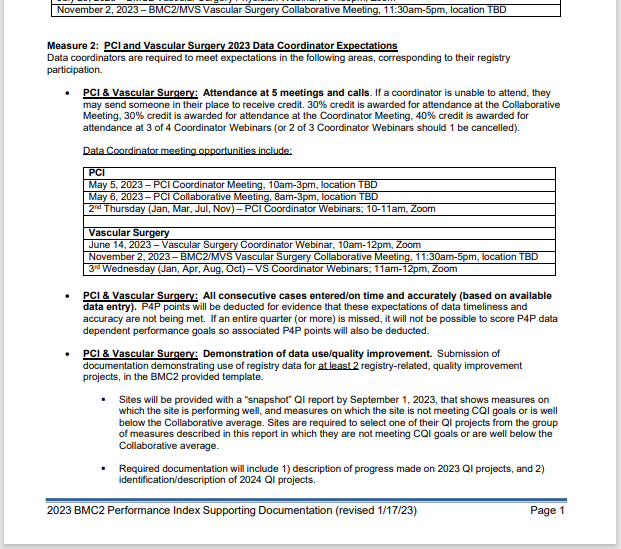 November 2, 2023 – BMC2/MVS Vascular Surgery Collaborative Meeting, 11:30am-5pm, location TBD
Measure 2: PCI and Vascular Surgery 2023 Data Coordinator Expectations
Data coordinators are required to meet expectations in the following areas, corresponding to their registry
participation.
• PCI & Vascular Surgery: Attendance at 5 meetings and calls. If a coordinator is unable to attend, they
may send someone in their place to receive credit. 30% credit is awarded for attendance at the Collaborative
Meeting, 30% credit is awarded for attendance at the Coordinator Meeting, 40% credit is awarded for
attendance at 3 of 4 Coordinator Webinars (or 2 of 3 Coordinator Webinars should 1 be cancelled).
Data Coordinator meeting opportunities include:
PCI
May 5, 2023 – PCI Coordinator Meeting, 10am-3pm, location TBD
May 6, 2023 – PCI Collaborative Meeting, 8am-3pm, location TBD
2nd Thursday (Jan, Mar, Jul, Nov) – PCI Coordinator Webinars; 10-11am, Zoom
Vascular Surgery
June 14, 2023 – Vascular Surgery Coordinator Webinar, 10am-12pm, Zoom
November 2, 2023 – BMC2/MVS Vascular Surgery Collaborative Meeting, 11:30am-5pm, location TBD
3rd Wednesday (Jan, Apr, Aug, Oct) – VS Coordinator Webinars; 11am-12pm, Zoom
• PCI & Vascular Surgery: All consecutive cases entered/on time and accurately (based on available
data entry). P4P points will be deducted for evidence that these expectations of data timeliness and
accuracy are not being met. If an entire quarter (or more) is missed, it will not be possible to score P4P data
dependent performance goals so associated P4P points will also be deducted.
• PCI & Vascular Surgery: Demonstration of data use/quality improvement. Submission of
documentation demonstrating use of registry data for at least 2 registry-related, quality improvement
projects, in the BMC2 provided template.
▪ Sites will be provided with a “snapshot” QI report by September 1, 2023, that shows measures on
which the site is performing well, and measures on which the site is not meeting CQI goals or is well
below the Collaborative average. Sites are required to select one of their QI projects from the group
of measures described in this report in which they are not meeting CQI goals or are well below the
Collaborative average.
▪ Required documentation will include 1) description of progress made on 2023 QI projects, and 2)
identification/description of 2024 QI projects.
2023 BMC2 Performance Index Supporting Documentation (revised 1/17/23) Page 1